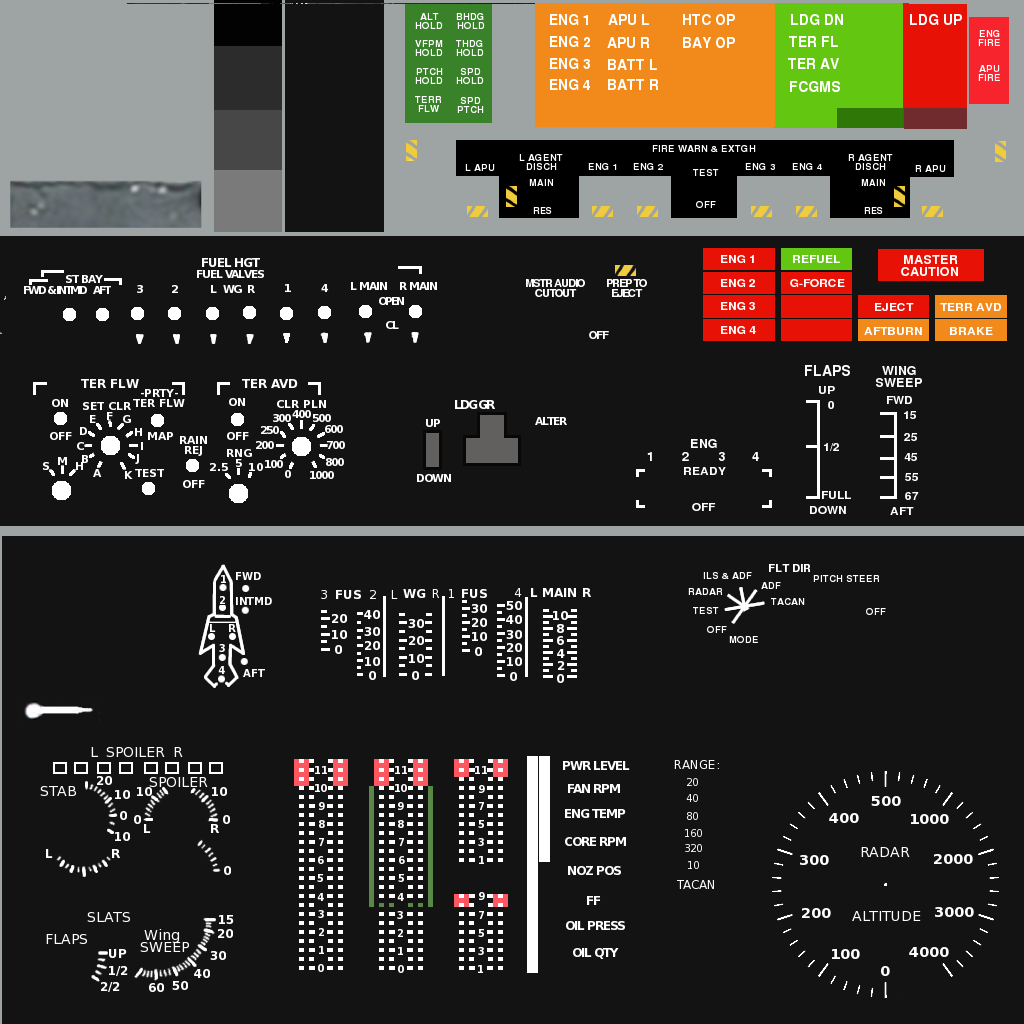 ALT HOLD
BHDG HOLD
VFPM HOLD
THDG HOLD
PTCH HOLD
SPD HOLD
TERR FLW
SPD PTCH
ENG 1 APU L HTC OP
ENG 2 APU R BAY OP
ENG 3 BATT L
ENG 4 BATT R
LDG DN
TER FL
TER AV
FCGMS
LDG UP
ENG FIRE
APU FIRE
FIRE WARN & EXTGH
L APU
L AGENT DISCH
MAIN
RES
ENG 1
ENG 2
TEST
OFF
ENG 3
ENG 4
R AGENT DISCH
MAIN
RES
R APU
FUEL HGT
FUEL VALVES
ST BAY
FWD & INTMD AFT
3 2 L WG R 1 4
L MAIN R MAIN
OPEN
CL
MSTR AUDIO CUTOUT
PREP TO EJECT
OFF
ENG 1
ENG 2
ENG 3
ENG 4
REFUEL
G-FORCE
MASTER CAUTION
EJECT
TERR AVD
AFTBURN
BRAKE
TER FLW
-PRTY-
ON
SET CLR
TER FLW
OFF
MAP
A B C D E F G H I J K
S M H
TEST
RAIN REJ
OFF
TER AVD
ON
OFF
RNG
2.5 5 10
CLR PLN
0 100 200 250 300 400 500 600 700 800 1000
LDG GR
UP
DOWN
ALTER
ENG
1 2 3 4
READY
OFF
FLAPS
UP
0
1/2
FULL
DOWN
WING SWEEP
FWD
15
25
45
55
67
AFT
FWD
INTMD
AFT
1
2
L R
3
4
3 FUS 2 L WG R 1 FUS 4 L MAIN R
20
10
0
40
30
20
10
0
30
20
10
0
30
20
10
0
50
40
30
20
10
0
10
8
6
4
2
0
FLT DIR
ILS & ADF
ADF
PITCH STEER
RADAR
TACAN
TEST
OFF
OFF
MODE
L SPOILER R
STAB
20
10
0
10
SPOILER
10 10
0 0
L R
L R
0
SLATS
FLAPS
UP
1/2
2/2
Wing SWEEP
15
20
30
40
50
60
11
10
9
8
7
6
5
4
3
2
1
0
11
10
9
8
7
6
5
4
3
2
1
0
11
9
7
5
3
1
9
7
5
3
1
PWR LEVEL
FAN RPM
ENG TEMP
CORE RPM
NOZ POS
FF
OIL PRESS
OIL QTY
RANGE:
20
40
80
160
320
10
TACAN
RADAR
ALTITUDE
0
100
200
300
400
500
1000
2000
3000
4000